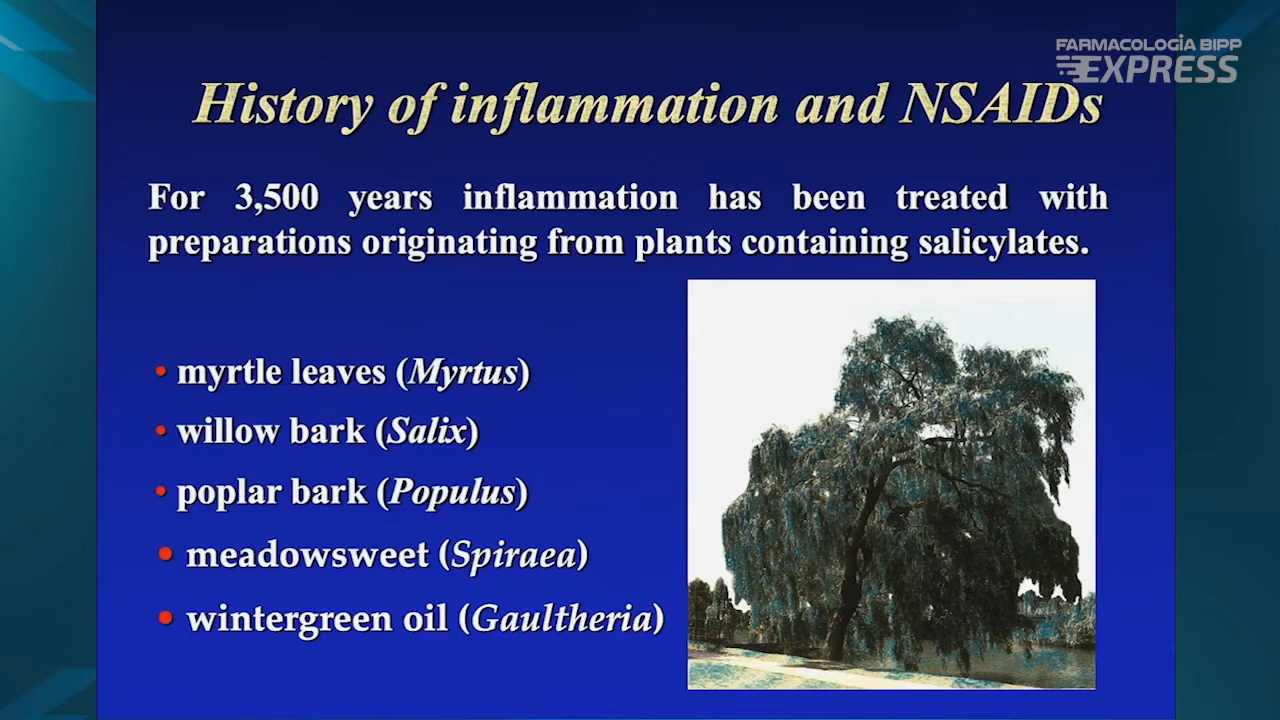 FARMACOLOGÍA BIPP
EXPRESS
History of inflammation and NSAIDs
For 3,500 years inflammation has been treated with
preparations originating from plants containing salicylates.
• myrtle leaves (Myrtus)
• willow bark (Salix)
• poplar bark (Populus)
• meadowsweet (Spiraea)
• wintergreen oil (Gaultheria)